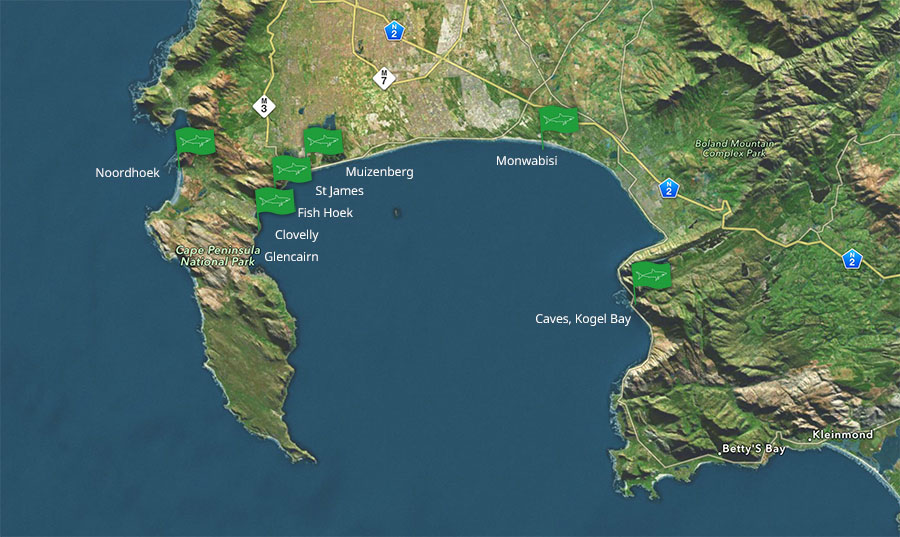 N
2
M
7
M
3
Boland Mountain
Complex Park
Monwabisi
Noordhoek
Muizenberg
N
2
St James
Fish Hoek
Clovelly
Cape Peninsula
National Park
Glencairn
N
2
Caves, Kogel Bay
Kleinmond
Betty'S Bay